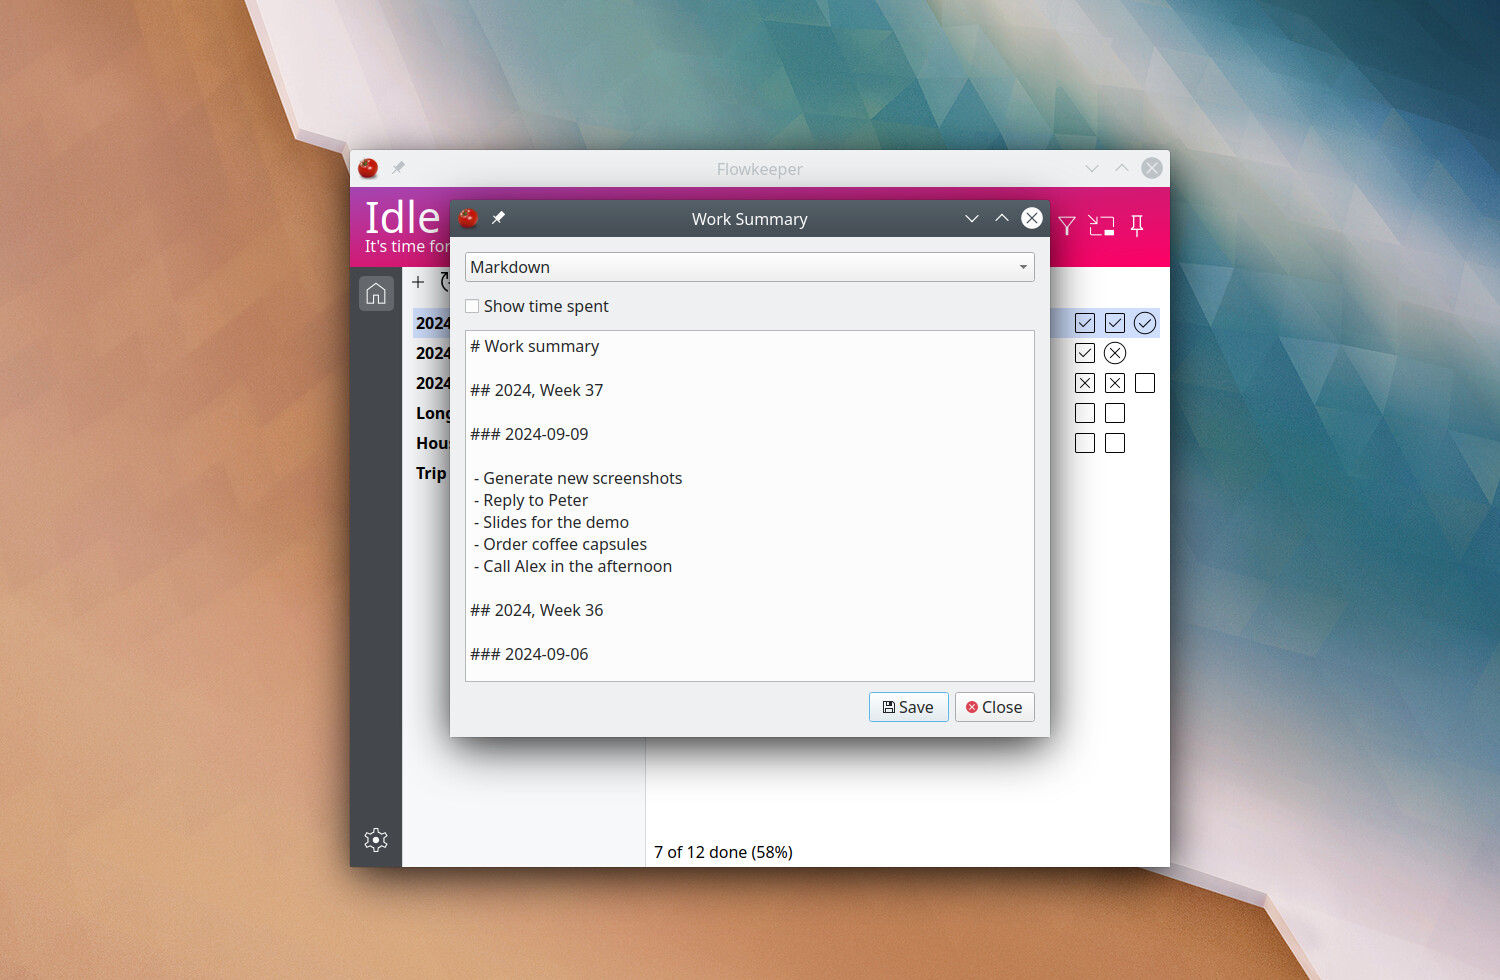 Flowkeeper
Idle
It's time for
Work Summary
Markdown
Show time spent
# Work summary
## 2024, Week 37
### 2024-09-09
- Generate new screenshots
- Reply to Peter
- Slides for the demo
- Order coffee capsules
- Call Alex in the afternoon
## 2024, Week 36
### 2024-09-06
Save
Close
2024
2024
2024
Long
Hous
Trip
7 of 12 done (58%)